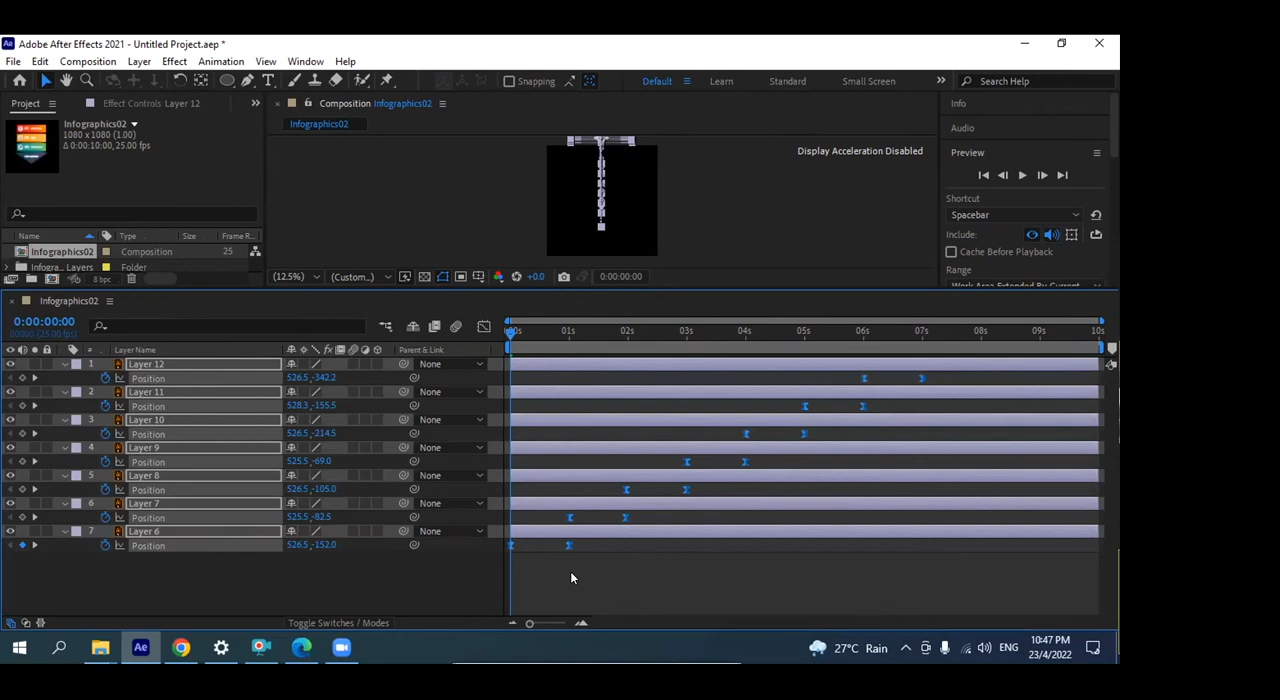 Adobe After Effects 2021 - Untitled Project.aep *
File Edit Composition Layer Effect Animation View Window Help
Snapping Default Learn Standard Small Screen Search Help
Project Effect Controls Layer 12 Composition Infographics02 Info
Infographics02
1080 x 1080 (1.00)
Δ 0:00:10:00, 25.00 fps
Infographics02
Display Acceleration Disabled
Audio
Preview
Shortcut
Spacebar
Include:
Cache Before Playback
Range
Work Area Extended By Current
Name Type Size Frame R...
Infographics02 Composition 25
Infogra.. Layers Folder
8 bpc
(12.5%) (Custom...) +0.0 0:00:00:00
Infographics02
0:00:00:00
00000 (25.00 fps)
00s 01s 02s 03s 04s 05s 06s 07s 08s 09s 10s
# Layer Name fx Parent & Link
1 Layer 12 None
Position 526.5, -342.2
2 Layer 11 None
Position 528.3, -155.5
3 Layer 10 None
Position 526.5, -214.5
4 Layer 9 None
Position 525.5, -69.0
5 Layer 8 None
Position 526.5, -105.0
6 Layer 7 None
Position 525.5, -82.5
7 Layer 6 None
Position 526.5, -152.0
Toggle Switches / Modes
Ae 27°C Rain ENG 10:47 PM
23/4/2022